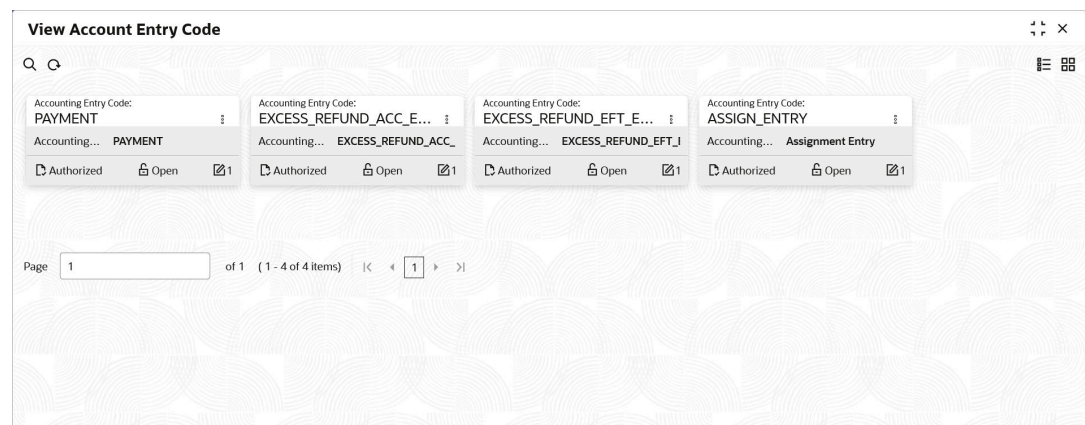 View Account Entry Code
Accounting Entry Code: Accounting Entry Code: Accounting Entry Code: Accounting Entry Code:
PAYMENT EXCESS_REFUND_ACC_E... EXCESS_REFUND_EFT_E... ASSIGN_ENTRY
Accounting... PAYMENT Accounting... EXCESS_REFUND_ACC_ Accounting... EXCESS_REFUND_EFT_ Accounting... Assignment Entry
Authorized Open 1 Authorized Open 1 Authorized Open 1 Authorized Open 1
Page 1 of 1 ( 1 - 4 of 4 items) 1